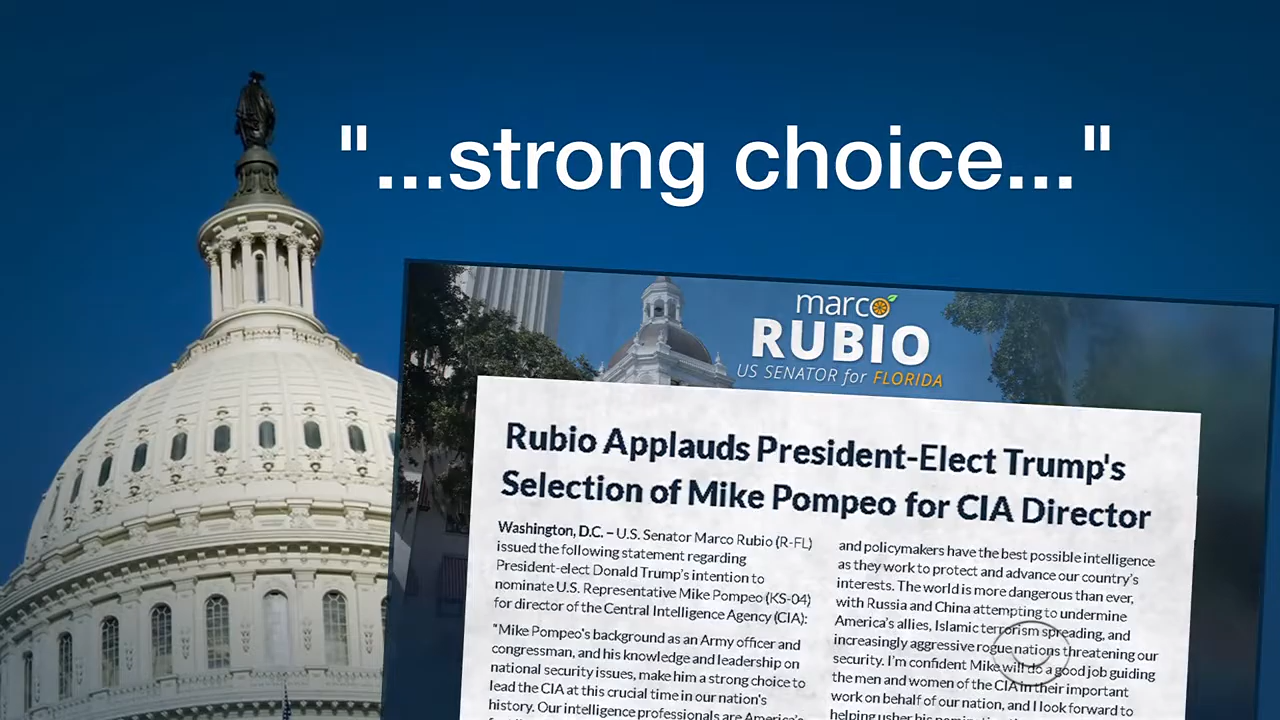 "...strong choice..."
marco
RUBIO
US SENATOR for FLORIDA
Rubio Applauds President-Elect Trump's
Selection of Mike Pompeo for CIA Director
Washington, D.C. – U.S. Senator Marco Rubio (R-FL)
issued the following statement regarding
President-elect Donald Trump's intention to
nominate U.S. Representative Mike Pompeo (KS-04)
for director of the Central Intelligence Agency (CIA):
"Mike Pompeo's background as an Army officer and
congressman, and his knowledge and leadership on
national security issues, make him a strong choice to
lead the CIA at this crucial time in our nation's
history. Our intelligence professionals are America's
and policymakers have the best possible intelligence
as they work to protect and advance our country's
interests. The world is more dangerous than ever,
with Russia and China attempting to undermine
America's allies, Islamic terrorism spreading, and
increasingly aggressive rogue nations threatening our
security. I'm confident Mike will do a good job guiding
the men and women of the CIA in their important
work on behalf of our nation, and I look forward to
helping usher his